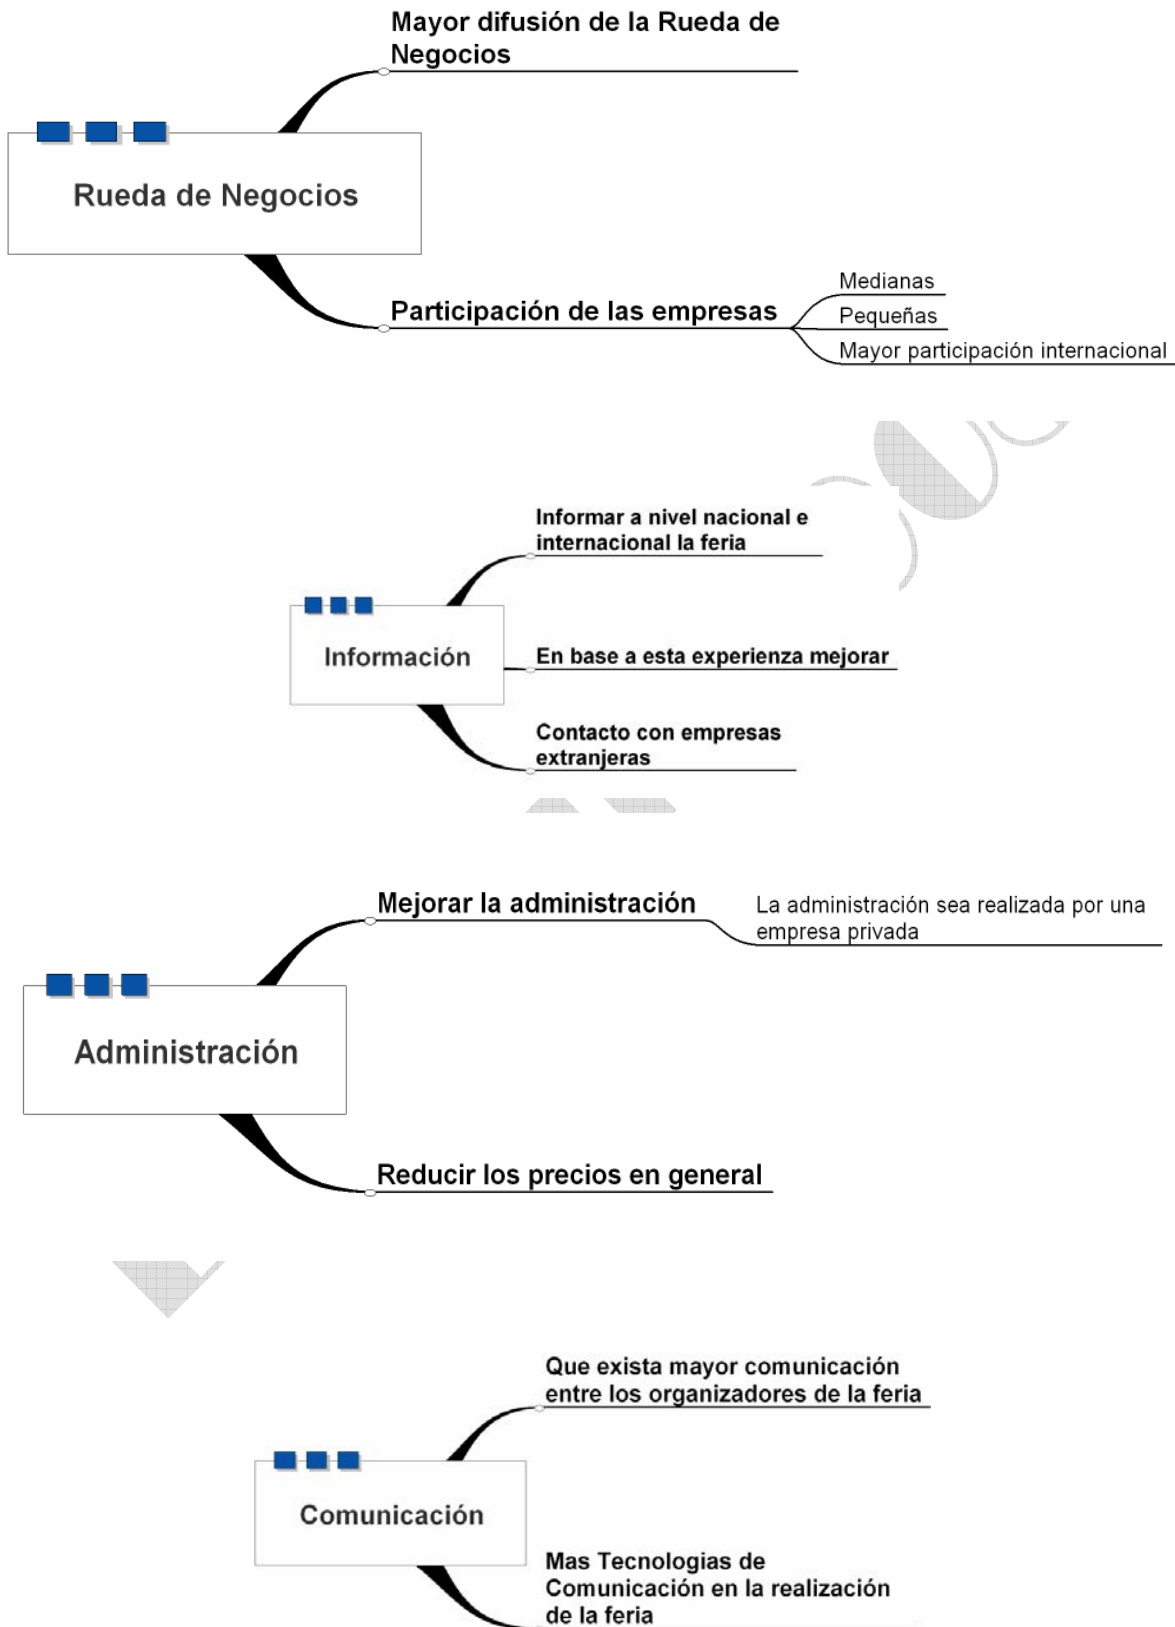 Mayor difusión de la Rueda de
Negocios
Rueda de Negocios
Participación de las empresas
Medianas
Pequeñas
Mayor participación internacional
Informar a nivel nacional e
internacional la feria
Información
En base a esta experienza mejorar
Contacto con empresas
extranjeras
Mejorar la administración
La administración sea realizada por una
empresa privada
Administración
Reducir los precios en general
Que exista mayor comunicación
entre los organizadores de la feria
Comunicación
Mas Tecnologias de
Comunicación en la realización
de la feria